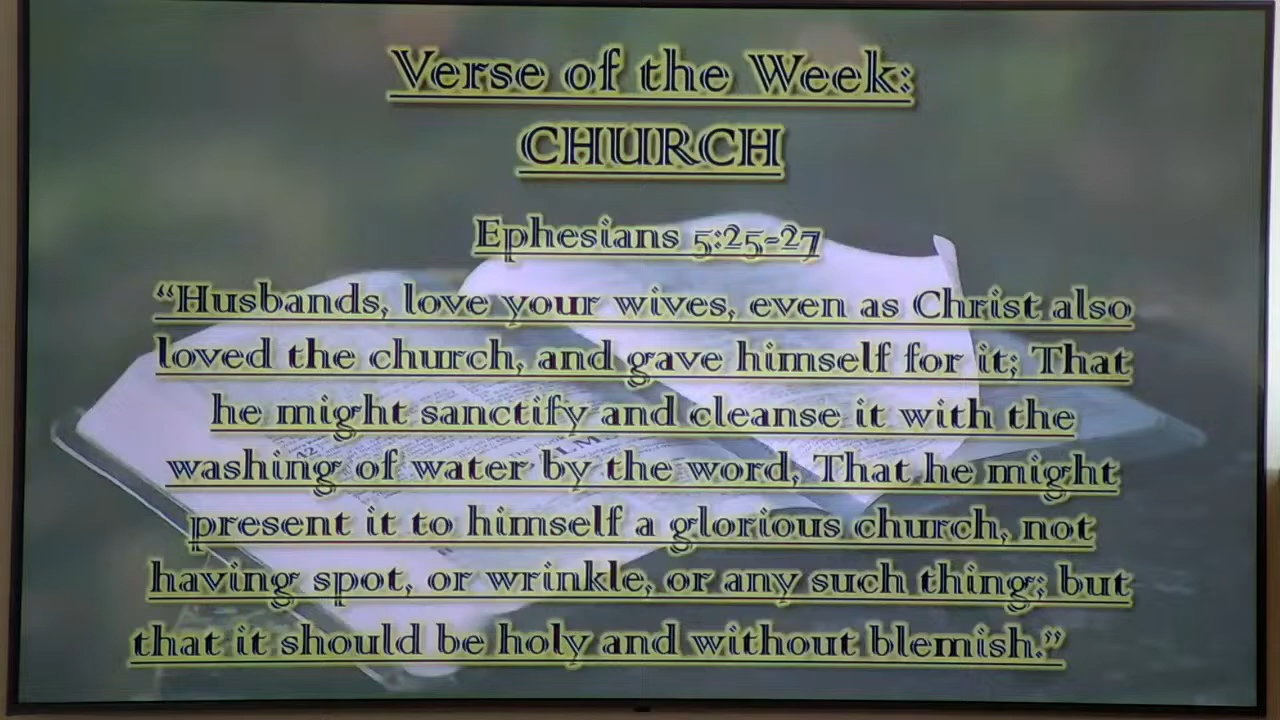 Verse of the Week:
CHURCH
Ephesians 5:25-27
“Husbands, love your wives, even as Christ also
loved the church, and gave himself for it; That
he might sanctify and cleanse it with the
washing of water by the word, That he might
present it to himself a glorious church, not
having spot, or wrinkle, or any such thing; but
that it should be holy and without blemish.”